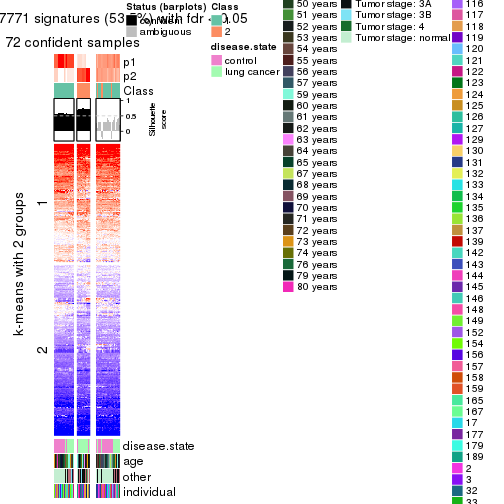 7771 signatures (53.5%) with fdr < 0.05
72 confident samples
p1
p2
Class
1
0.5
0
Silhouette
score
k-means with 2 groups
1
2
disease.state
age
other
individual
Status (barplots)
confident
ambiguous
Class
1
2
disease.state
control
lung cancer
50 years
51 years
52 years
53 years
54 years
55 years
56 years
57 years
59 years
60 years
61 years
62 years
63 years
64 years
65 years
67 years
68 years
69 years
70 years
71 years
72 years
73 years
74 years
76 years
79 years
80 years
Tumor stage: 3A
Tumor stage: 3B
Tumor stage: 4
Tumor stage: normal
116
117
118
119
120
121
122
123
124
125
126
127
129
130
131
132
133
134
135
136
137
139
142
143
144
145
146
148
149
152
154
156
157
158
159
165
167
17
177
179
189
2
3
32
33